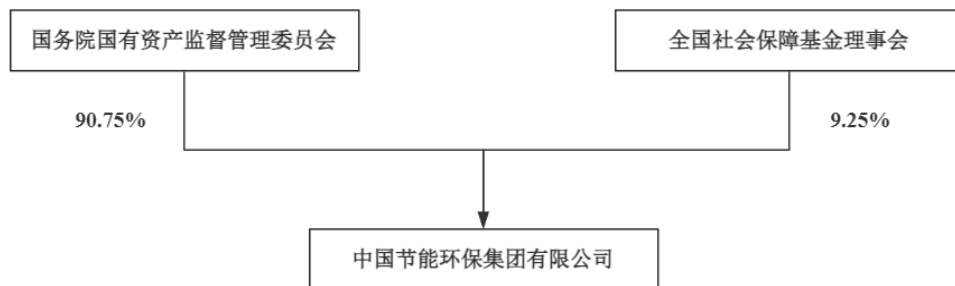 国务院国有资产监督管理委员会
全国社会保障基金理事会
90.75%
9.25%
中国节能环保集团有限公司